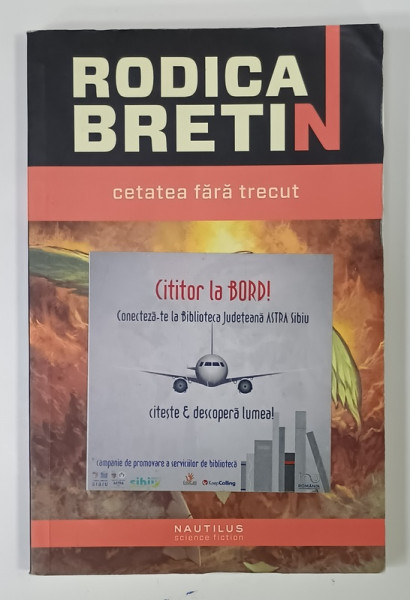 RODICA
BRETIN
cetatea fără trecut
Cititor la BORD!
Conectează-te la Biblioteca Județeană ASTRA Sibiu
citește & descoperă lumea!
* campanie de promovare a serviciilor de bibliotecă
NAUTILUS
science fiction